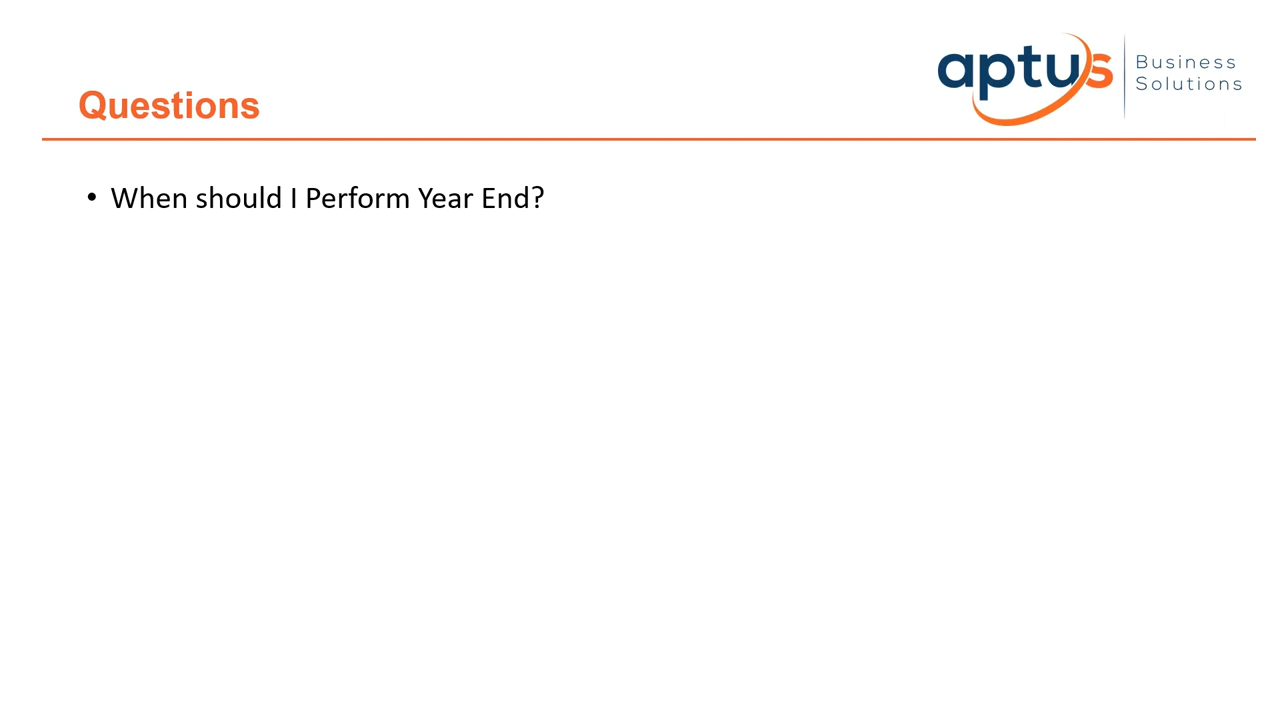 aptus
Business
Solutions
Questions
• When should I Perform Year End?